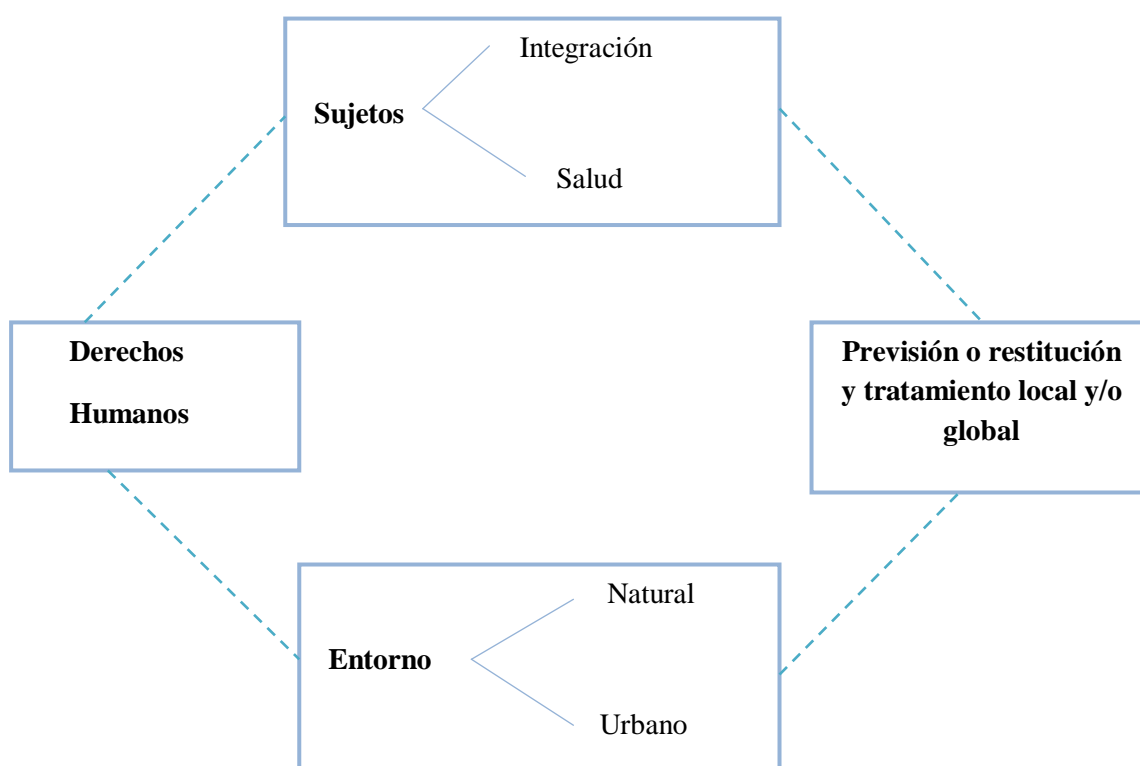 Integración
Sujetos
Salud
Derechos
Humanos
Previsión o restitución
y tratamiento local y/o
global
Natural
Entorno
Urbano